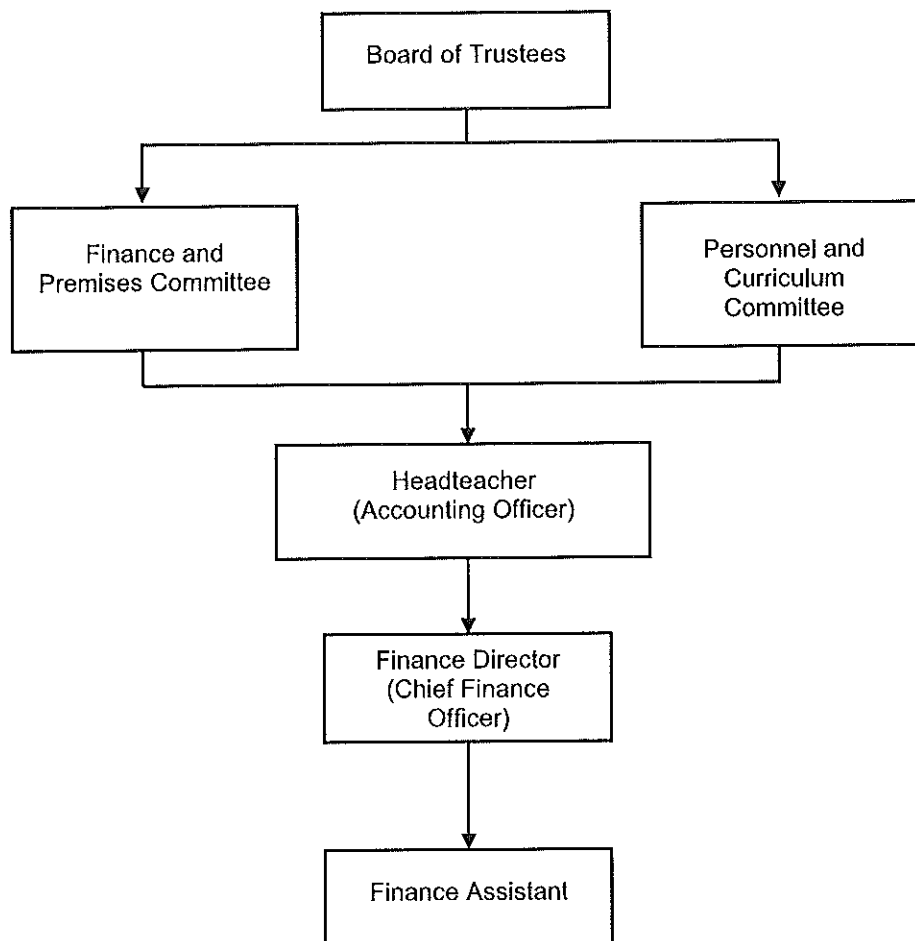 Board of Trustees
Finance and
Premises Committee
Personnel and
Curriculum
Committee
Headteacher
(Accounting Officer)
Finance Director
(Chief Finance
Officer)
Finance Assistant